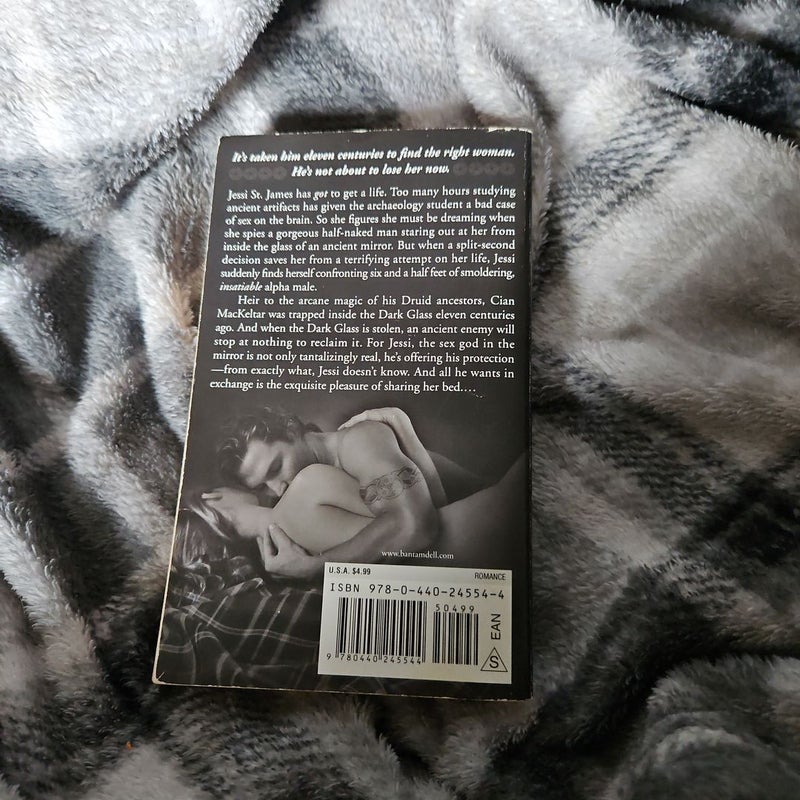 It's taken him eleven centuries to find the right woman.
He's not about to lose her now.
Jessi St. James has got to get a life. Too many hours studying
ancient artifacts has given the archaeology student a bad case
of sex on the brain. So she figures she must be dreaming when
she spies a gorgeous half-naked man staring out at her from
inside the glass of an ancient mirror. But when a split-second
decision saves her from a terrifying attempt on her life, Jessi
suddenly finds herself confronting six and a half feet of smoldering,
insatiable alpha male.
Heir to the arcane magic of his Druid ancestors, Cian
MacKeltar was trapped inside the Dark Glass eleven centuries
ago. And when the Dark Glass is stolen, an ancient enemy will
stop at nothing to reclaim it. For Jessi, the sex god in the
mirror is not only tantalizingly real, he's offering his protection
—from exactly what, Jessi doesn't know. And all he wants in
exchange is the exquisite pleasure of sharing her bed....
www.bantamdell.com
U.S.A. $4.99 ROMANCE
ISBN 978-0-440-24554-4
50499
9 780440 245544
EAN
S